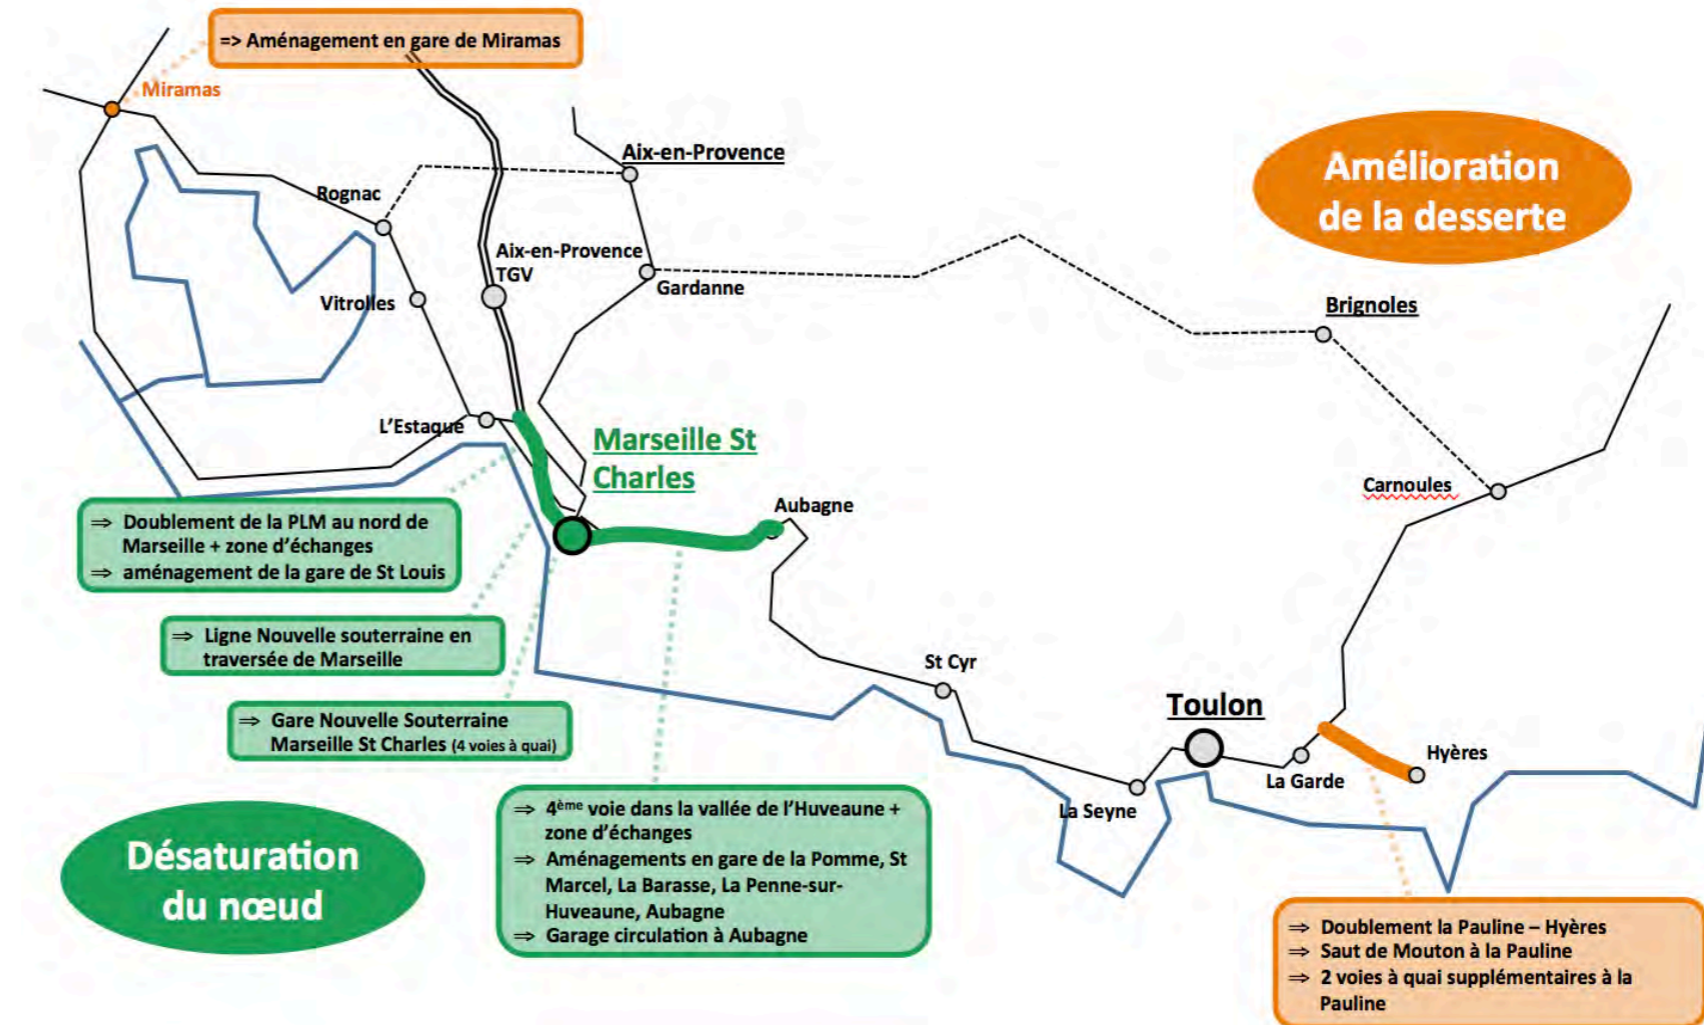 => Aménagement en gare de Miramas
Miramas
Aix-en-Provence
Amélioration
de la desserte
Rognac
Aix-en-Provence
TGV
Gardanne
Vitrolles
Brignoles
L'Estaque
Marseille St
Charles
Carnoules
Aubagne
⇒ Doublement de la PLM au nord de
Marseille + zone d'échanges
⇒ aménagement de la gare de St Louis
⇒ Ligne Nouvelle souterraine en
traversée de Marseille
St Cyr
Toulon
⇒ Gare Nouvelle Souterraine
Marseille St Charles (4 voies à quai)
Hyères
La Garde
La Seyne
⇒ 4ème voie dans la vallée de l'Huveaune +
zone d'échanges
⇒ Aménagements en gare de la Pomme, St
Marcel, La Barasse, La Penne-sur-
Huveaune, Aubagne
⇒ Garage circulation à Aubagne
Désaturation
du nœud
⇒ Doublement la Pauline – Hyères
⇒ Saut de Mouton à la Pauline
⇒ 2 voies à quai supplémentaires à la
Pauline